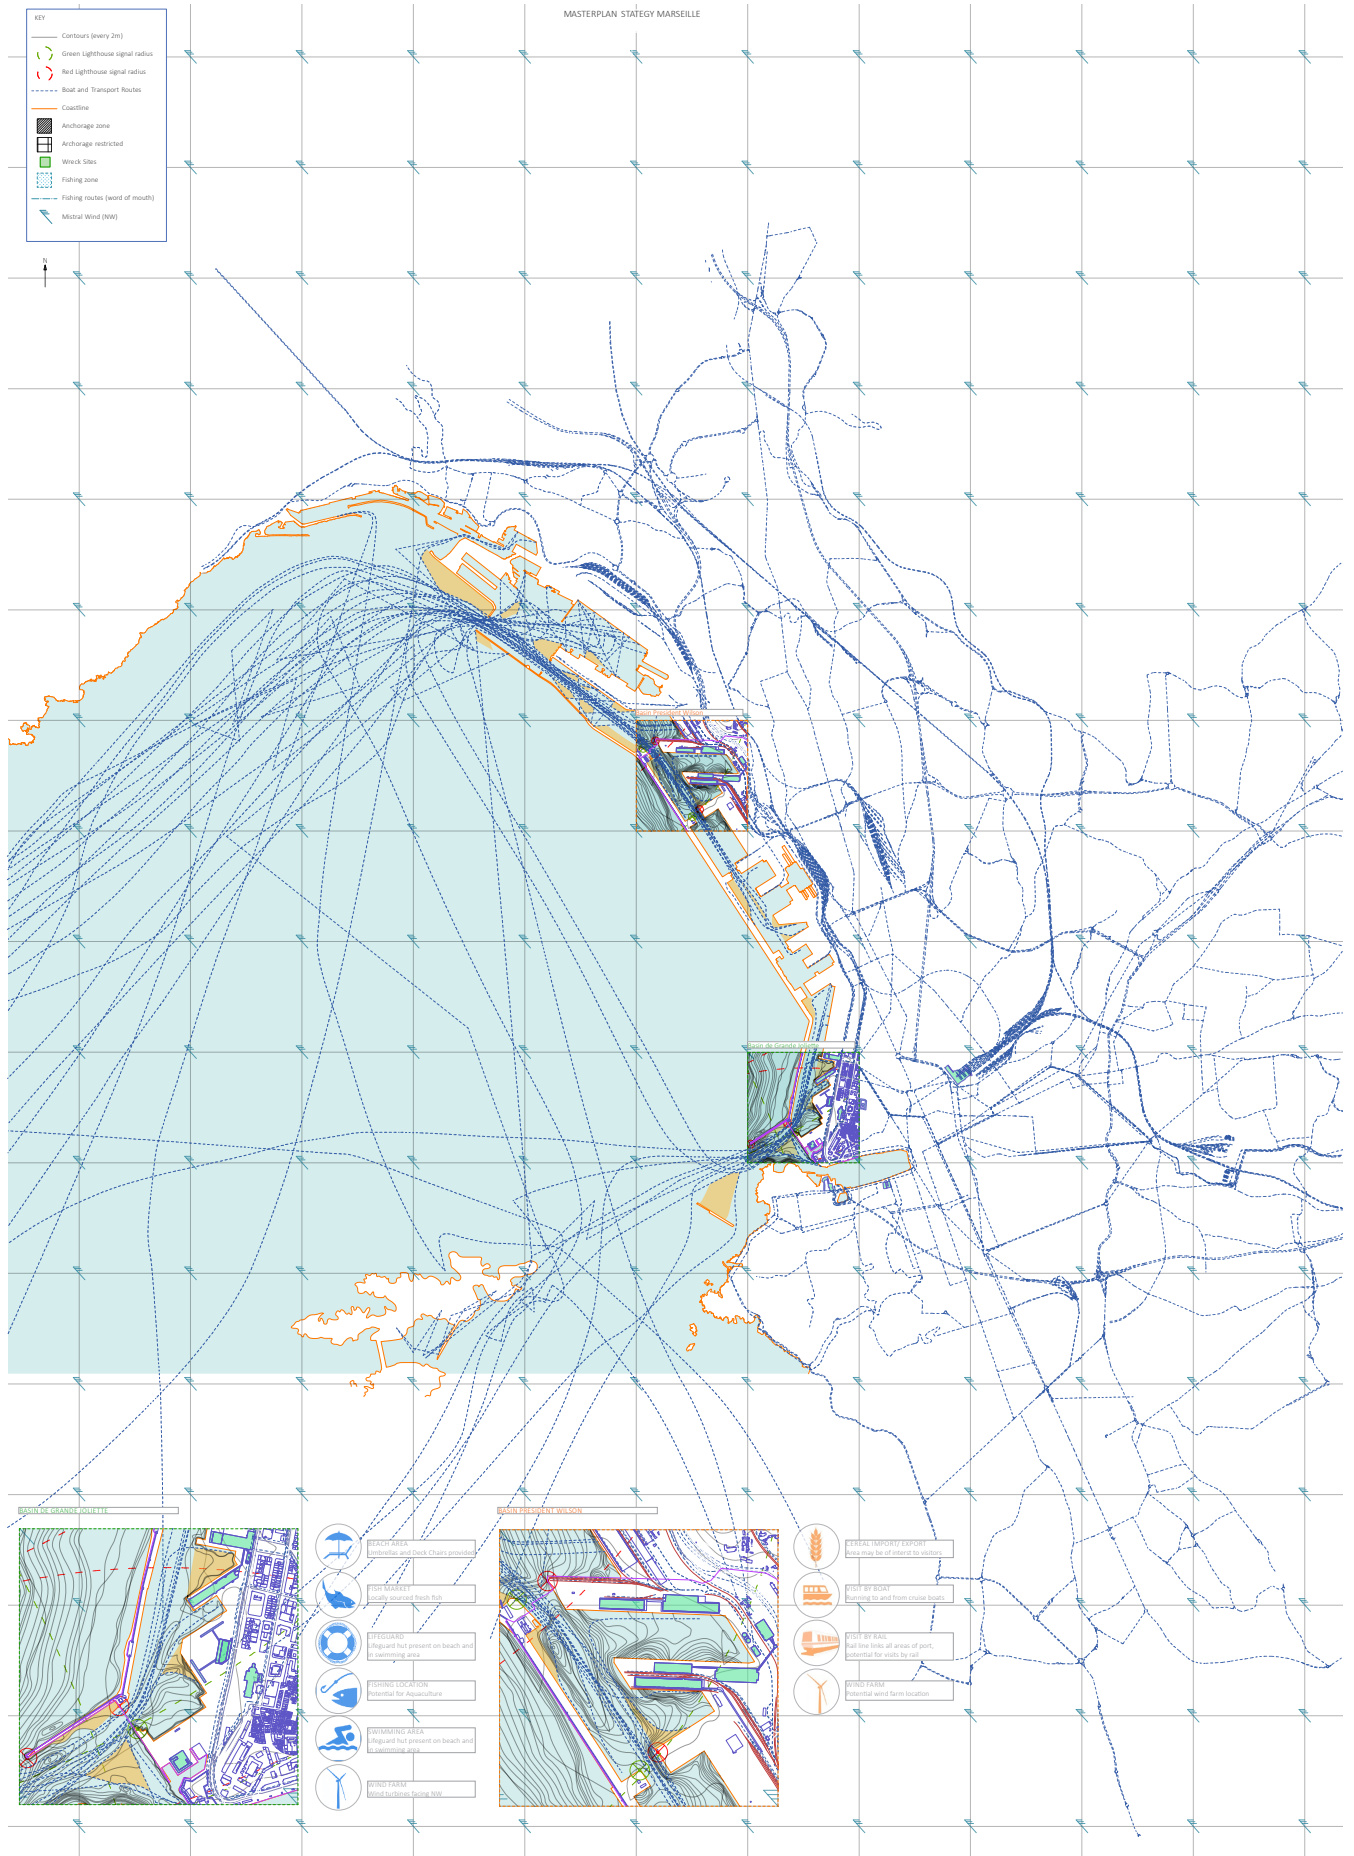 MASTERPLAN STATEGY MARSEILLE
KEY
Contours (every 2m)
Green Lighthouse signal radius
Red Lighthouse signal radius
Boat and Transport Routes
Coastline
Anchorage zone
Archorage restricted
Wreck Sites
Fishing zone
Fishing routes (word of mouth)
Mistral Wind (NW)
N
Basin President Wilson
Basin de Grande Joliette
BASIN DE GRANDE JOLIETTE
BEACH AREA
Umbrellas and Deck Chairs provided
FISH MARKET
Locally sourced fresh fish
LIFEGUARD
Lifeguard hut present on beach and
in swimming area
FISHING LOCATION
Potential for Aquaculture
SWIMMING AREA
Lifeguard hut present on beach and
in swimming area
WIND FARM
Wind turbines facing NW
BASIN PRESIDENT WILSON
CEREAL IMPORT/ EXPORT
Area may be of interst to visitors
VISIT BY BOAT
Running to and from cruise boats
VISIT BY RAIL
Rail line links all areas of port,
potential for visits by rail
WIND FARM
Potential wind farm location